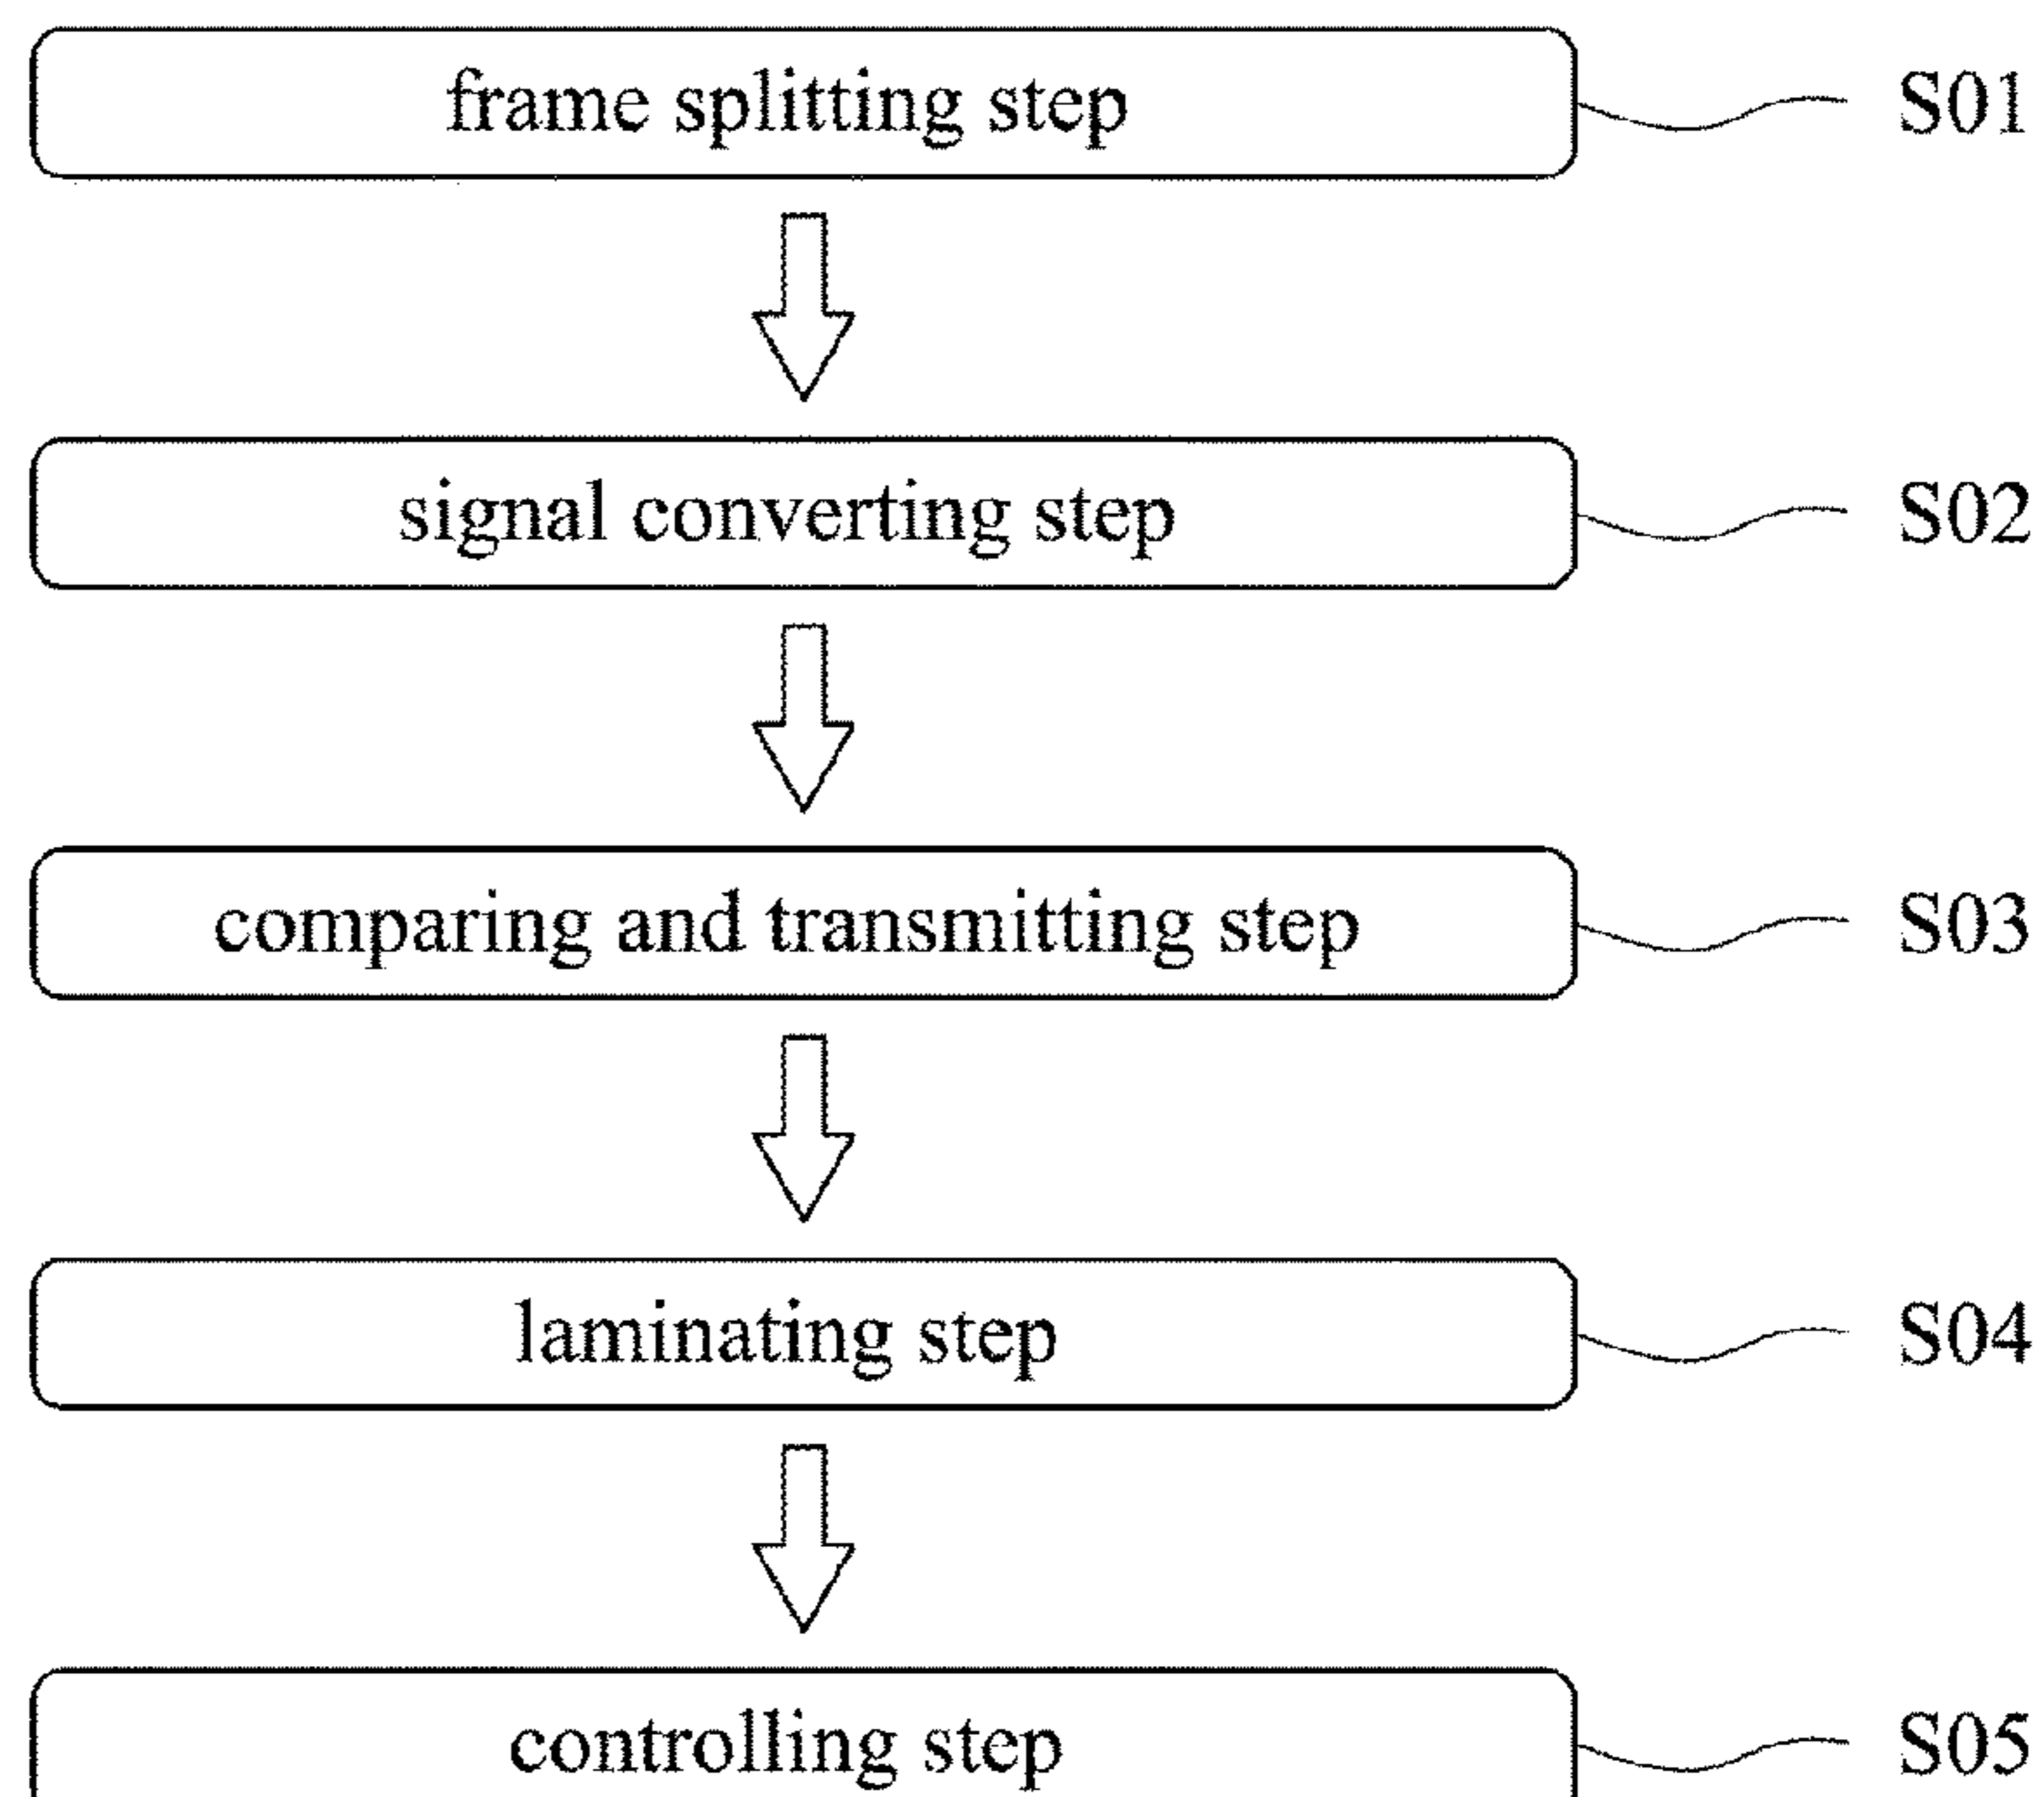 frame splitting step S01
signal converting step S02
comparing and transmitting step S03
laminating step S04
controlling step S05